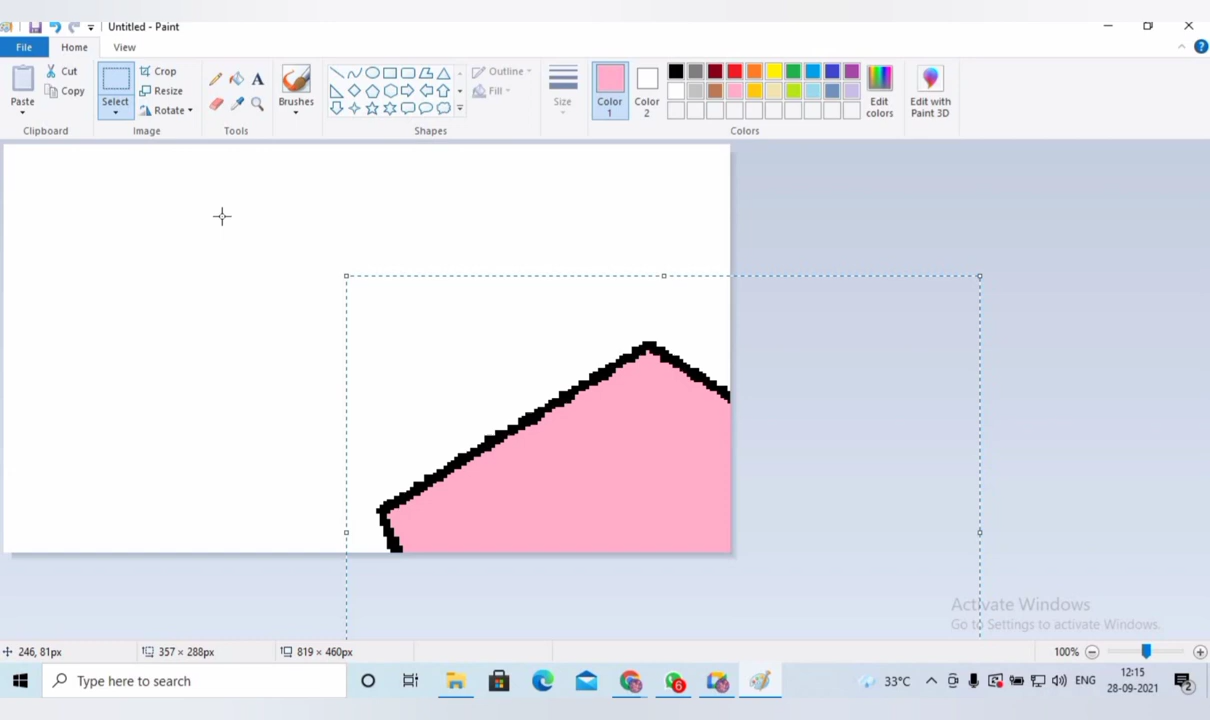 Untitled - Paint
File Home View
Paste
Clipboard
Cut
Copy
Select
Crop
Resize
Rotate
Image
Tools
Brushes
Shapes
Outline
Fill
Size
Color
1
Color
2
Colors
Edit
colors
Edit with
Paint 3D
Activate Windows
Go to Settings to activate Windows.
246, 81px 357 × 288px 819 × 460px 100%
Type here to search
6
33°C
ENG
12:15
28-09-2021
2